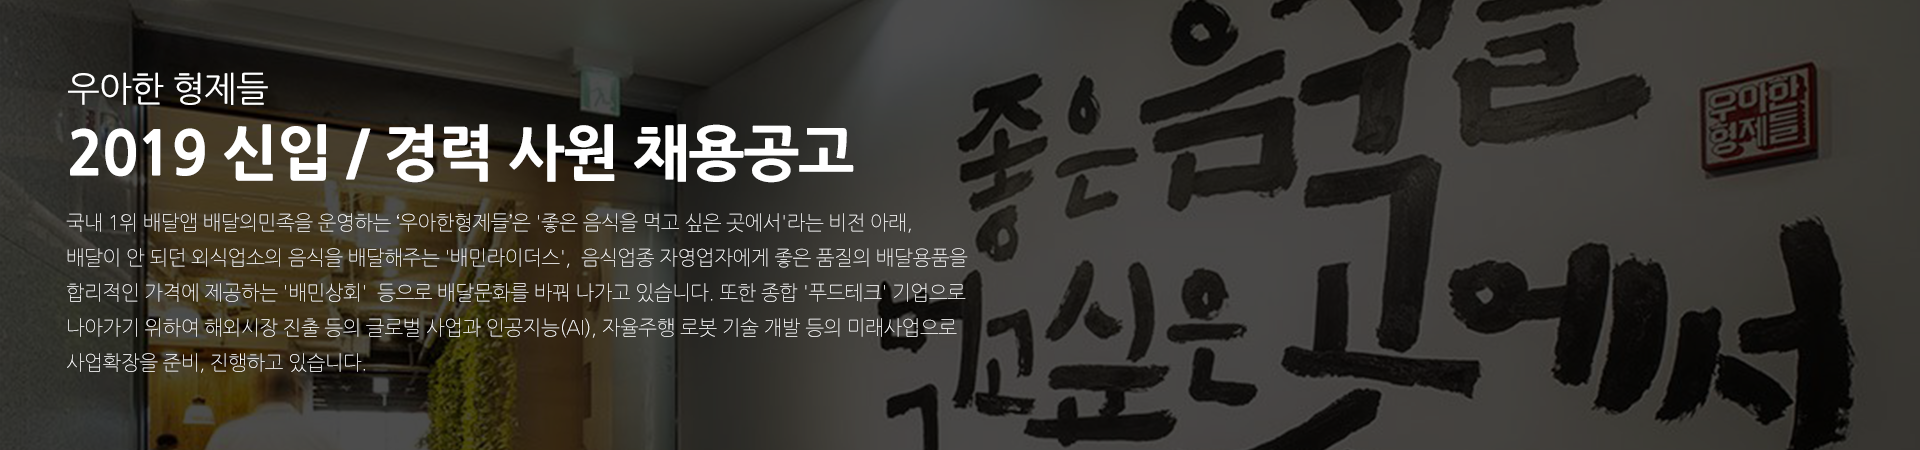 우아한 형제들
2019 신입 / 경력 사원 채용공고
국내 1위 배달앱 배달의민족을 운영하는 ‘우아한형제들’은 '좋은 음식을 먹고 싶은 곳에서'라는 비전 아래,
배달이 안 되던 외식업소의 음식을 배달해주는 '배민라이더스', 음식업종 자영업자에게 좋은 품질의 배달용품을
합리적인 가격에 제공하는 '배민상회' 등으로 배달문화를 바꿔 나가고 있습니다. 또한 종합 '푸드테크' 기업으로
나아가기 위하여 해외시장 진출 등의 글로벌 사업과 인공지능(AI), 자율주행 로봇 기술 개발 등의 미래사업으로
사업확장을 준비, 진행하고 있습니다.
좋은 음식을
먹고싶은 곳에서
우아한
형제들